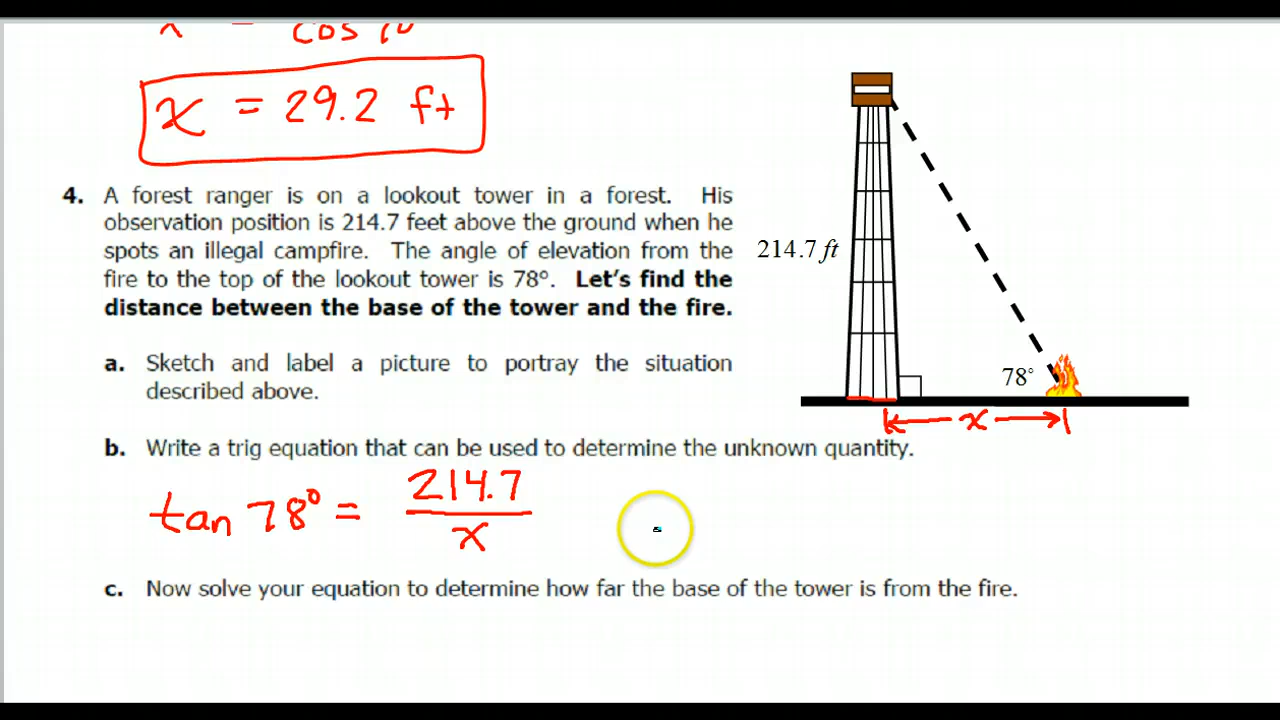 x =
cos
x = 29.2 ft
4. A forest ranger is on a lookout tower in a forest. His
observation position is 214.7 feet above the ground when he
spots an illegal campfire. The angle of elevation from the
fire to the top of the lookout tower is 78°. Let's find the
distance between the base of the tower and the fire.
214.7 ft
78°
x
a. Sketch and label a picture to portray the situation
described above.
b. Write a trig equation that can be used to determine the unknown quantity.
tan 78° = 214.7
x
c. Now solve your equation to determine how far the base of the tower is from the fire.